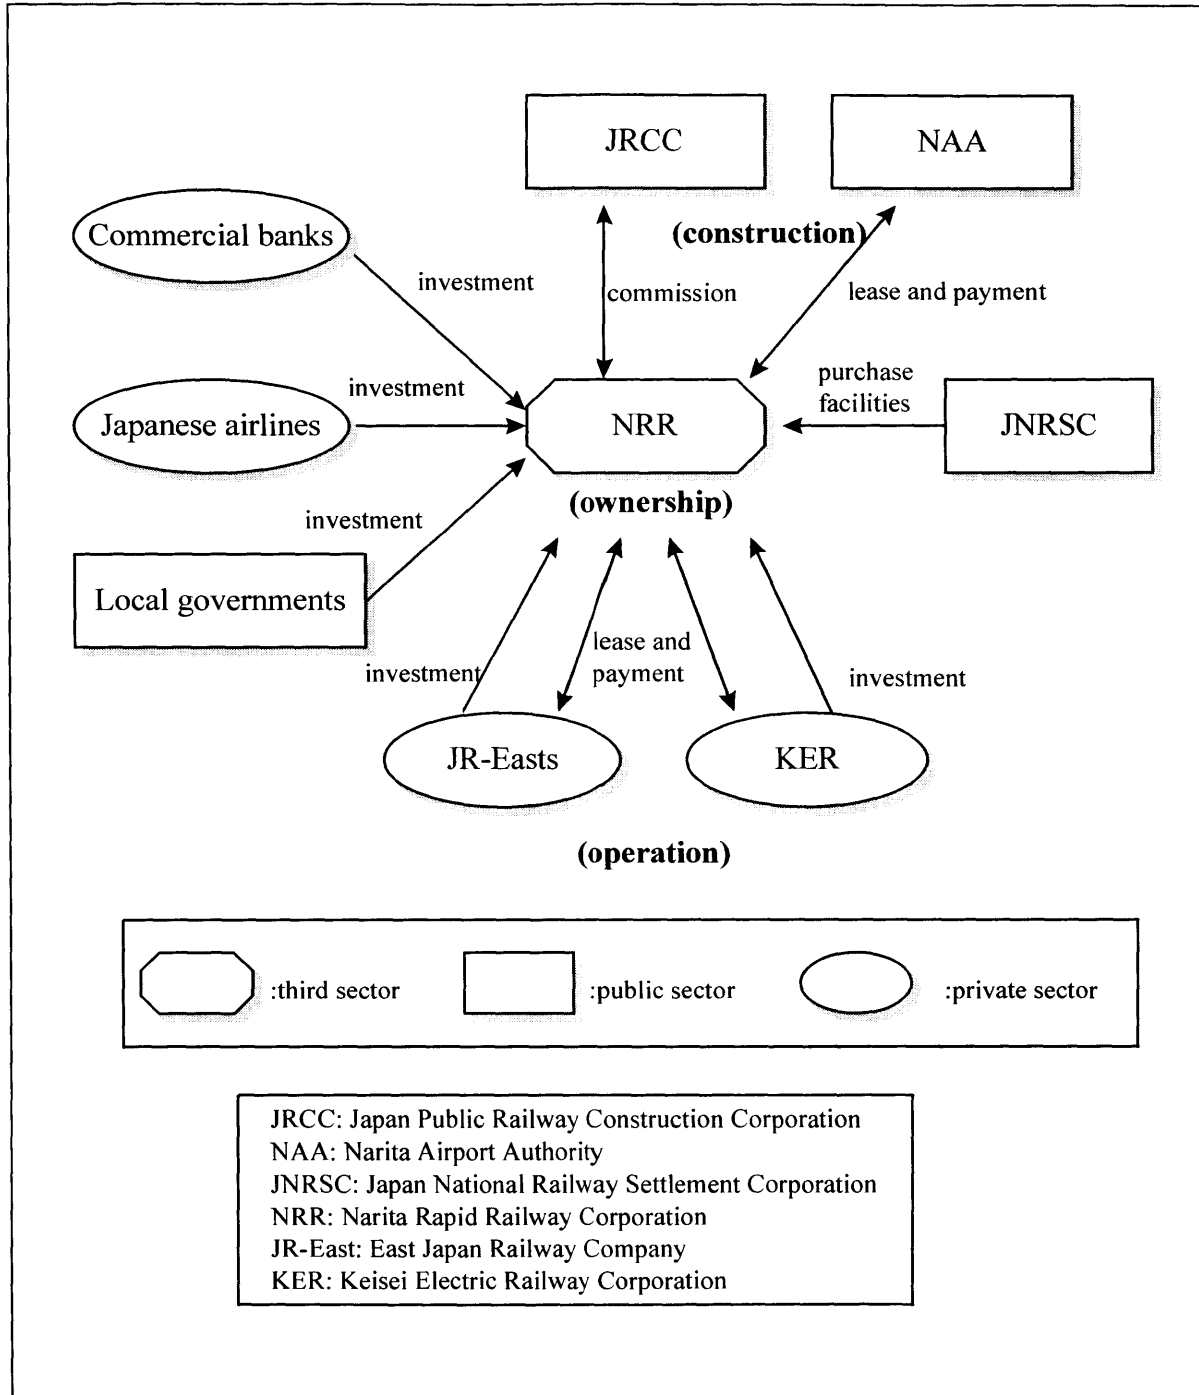 JRCC
NAA
Commercial banks
(construction)
investment
commission
lease and payment
Japanese airlines
investment
NRR
purchase
facilities
JNRSC
(ownership)
investment
Local governments
investment
lease and
payment
investment
JR-Easts
KER
(operation)
:third sector
:public sector
:private sector
JRCC: Japan Public Railway Construction Corporation
NAA: Narita Airport Authority
JNRSC: Japan National Railway Settlement Corporation
NRR: Narita Rapid Railway Corporation
JR-East: East Japan Railway Company
KER: Keisei Electric Railway Corporation